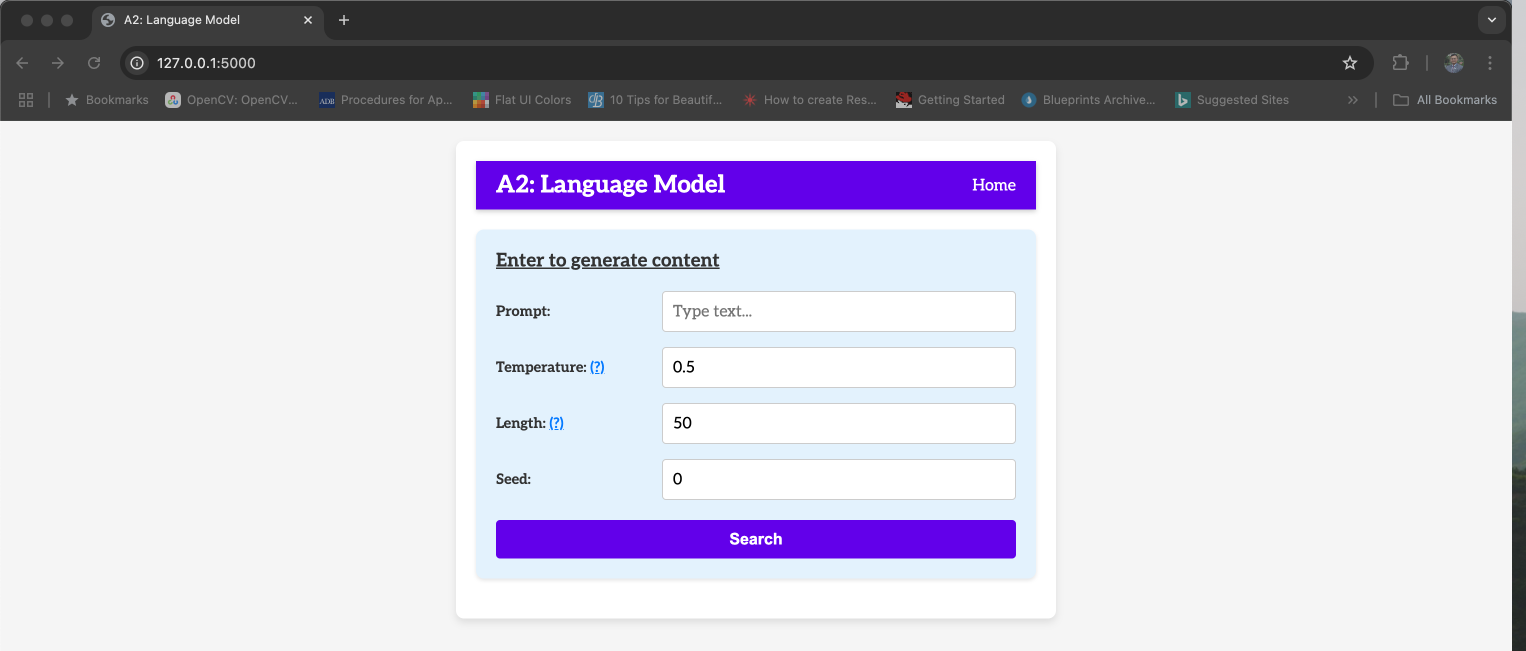 A2: Language Model
127.0.0.1:5000
Bookmarks
OpenCV: OpenCV...
ADB
Procedures for Ap...
Flat UI Colors
10 Tips for Beautif...
How to create Res...
Getting Started
Blueprints Archive...
Suggested Sites
All Bookmarks
A2: Language Model
Home
Enter to generate content
Prompt:
Type text...
Temperature: (?)
0.5
Length: (?)
50
Seed:
0
Search